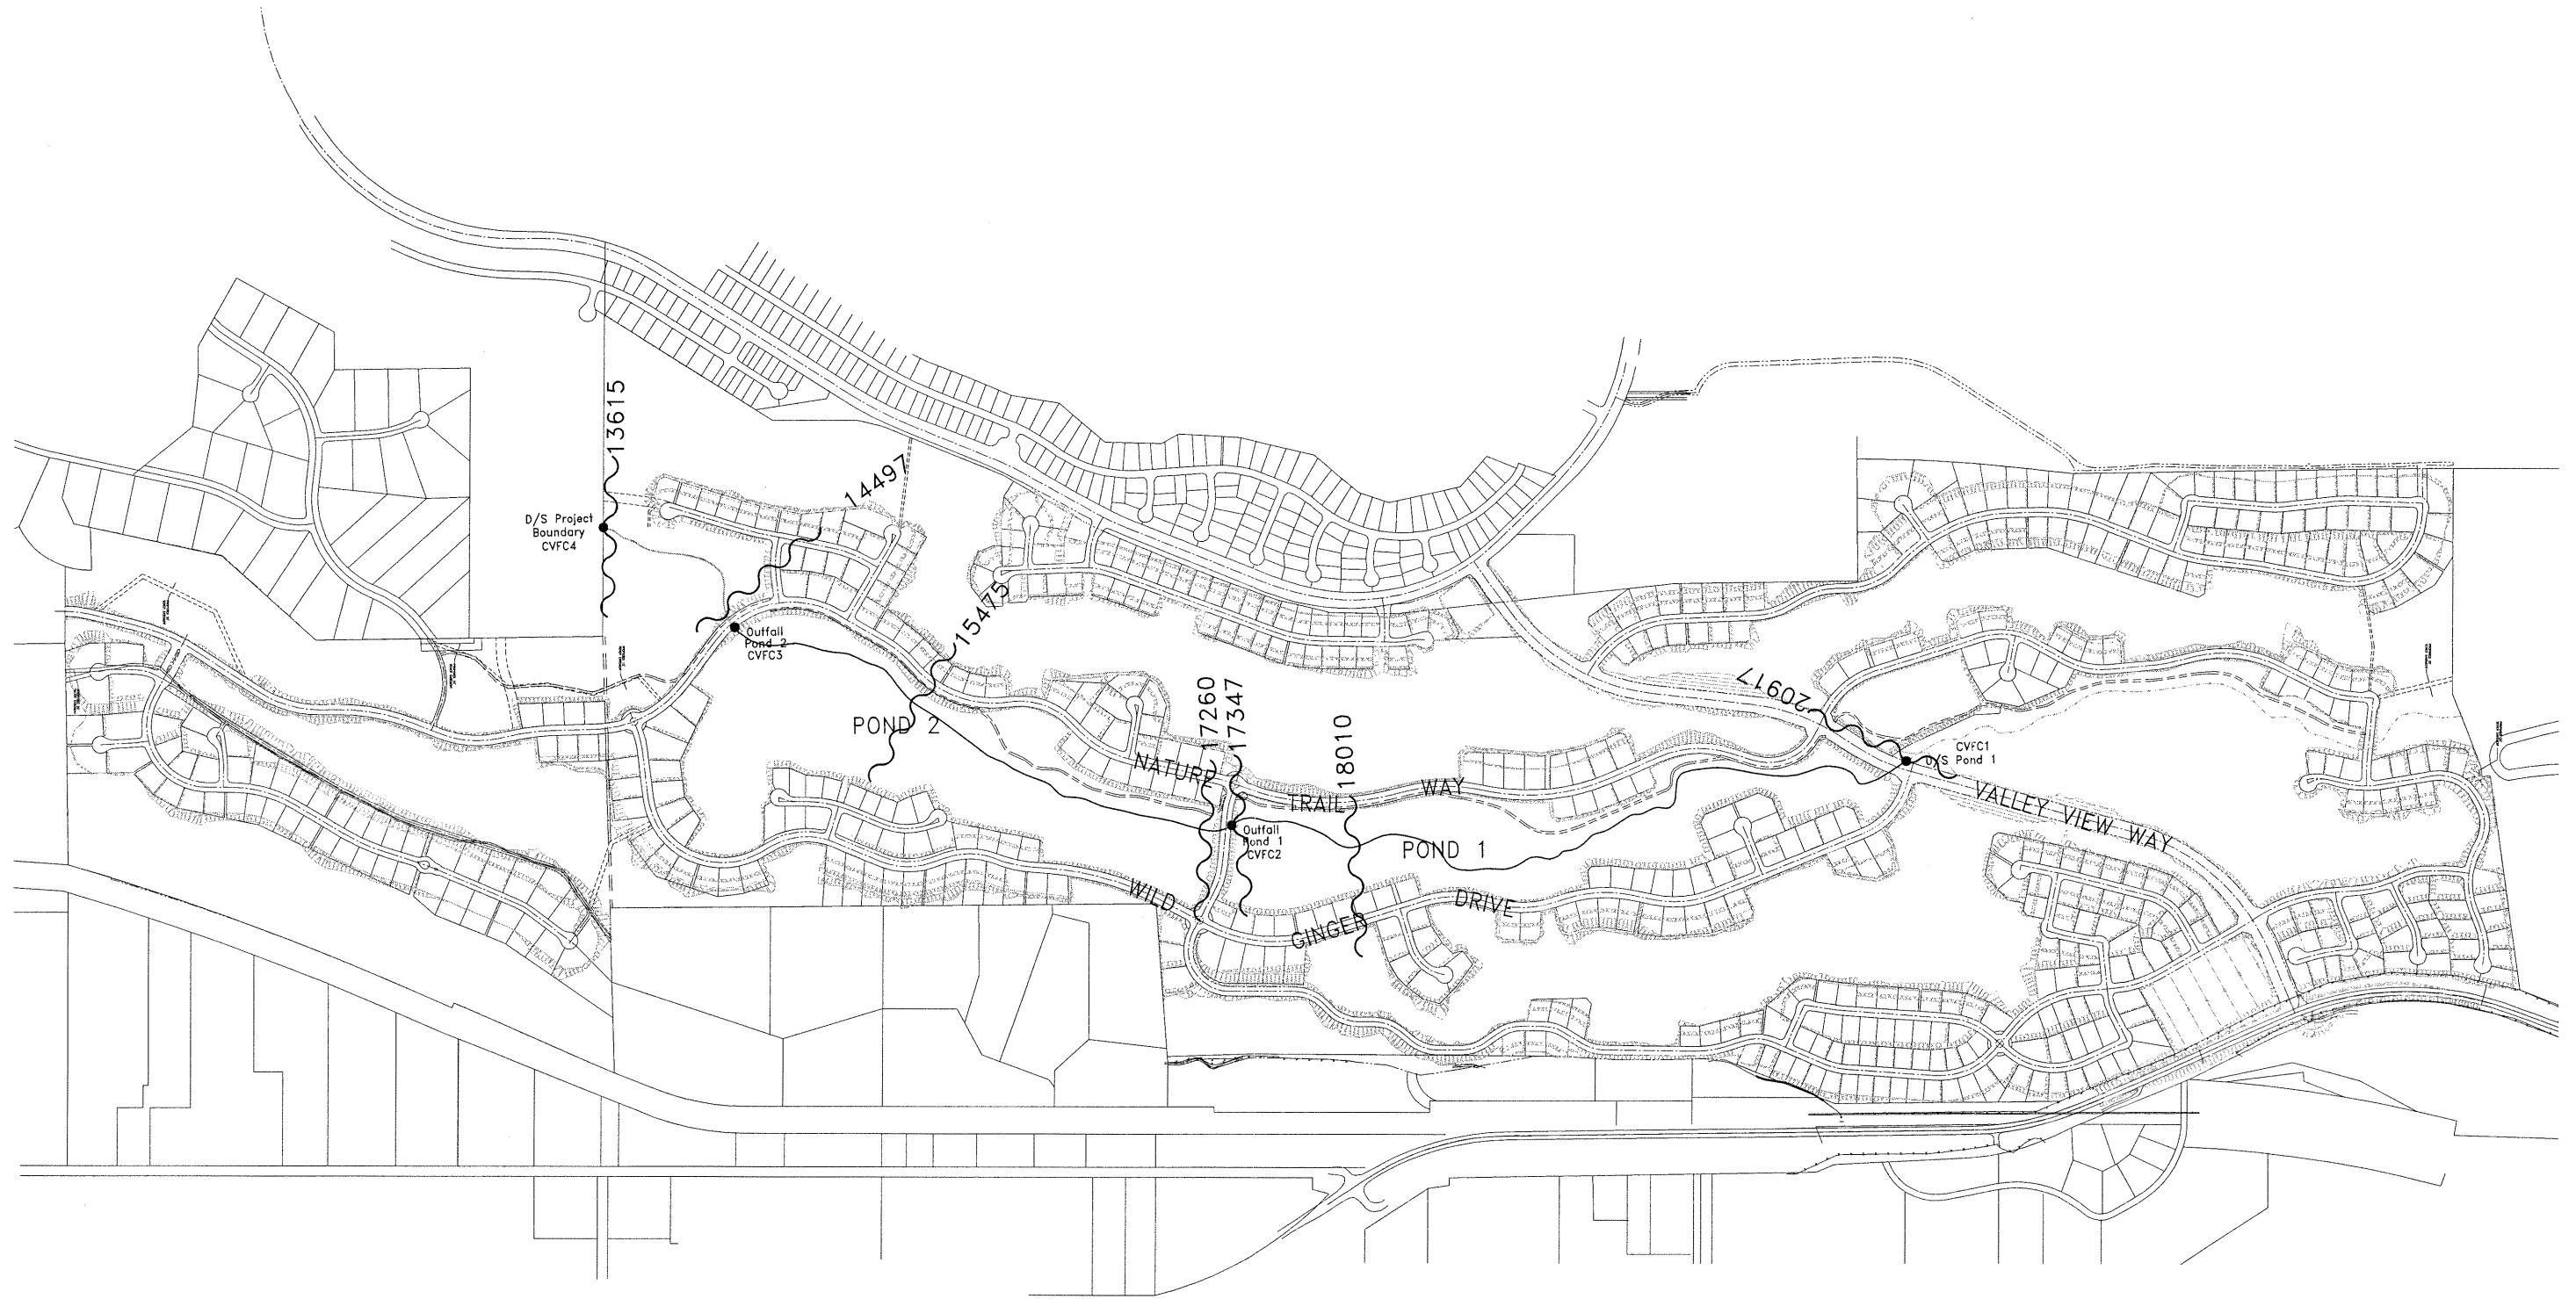 13615
14497
D/S Project
Boundary
CVFC4
15475
Outfall
Pond 2
CVFC3
20917
17260
17347
18010
POND 2
NATURE
TRAIL
WAY
CVFC1
D/S Pond 1
VALLEY VIEW WAY
Outfall
Pond 1
CVFC2
POND 1
WILD
GINGER
DRIVE